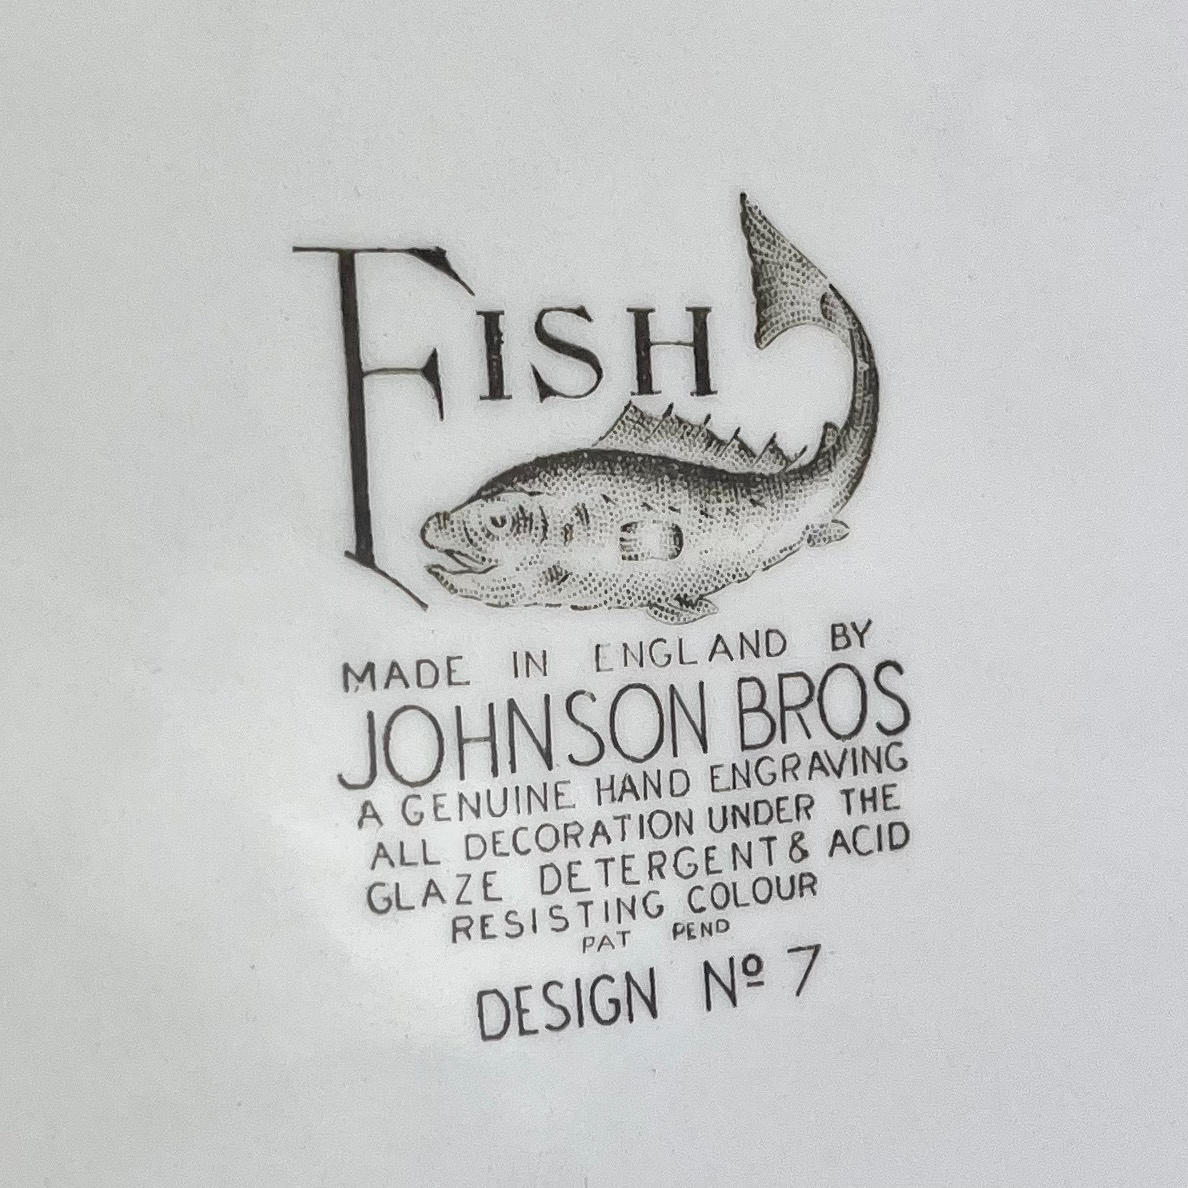 FISH
MADE IN ENGLAND BY
JOHNSON BROS
A GENUINE HAND ENGRAVING
ALL DECORATION UNDER THE
GLAZE DETERGENT & ACID
RESISTING COLOUR
PAT PEND
DESIGN Nº 7